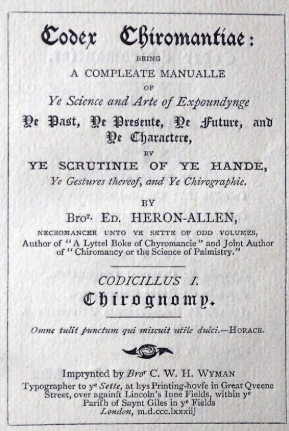 Codex Chiromantiae:
BEING
A COMPLEATE MANUALLE
OF
Ye Science and Arte of Expoundynge
Ye Past, Ye Presente, Ye Future, and
Ye Charactere,
BY
YE SCRUTINIE OF YE HANDE,
Ye Gestures thereof, and Ye Chirographie.
BY
Bror. ED. HERON-ALLEN,
NECROMANCER UNTO YE SETTE OF ODD VOLUMES,
Author of "A Lyttel Boke of Chyromancie" and Joint Author
of "Chiromancy or the Science of Palmistry."
CODICILLUS I.
Chirognomy.
Omne tulit punctum qui miscuit utile dulci.—HORACE.
Imprynted by Bror C. W. H. WYMAN
Typographer to ye Sette, at hys Printing-houſe in Great Qveene
Street, over againſt Lincoln's Inne Fields, within ye
Pariſh of Saynt Giles in ye Fields
London, m.d.ccc.lxxxiij